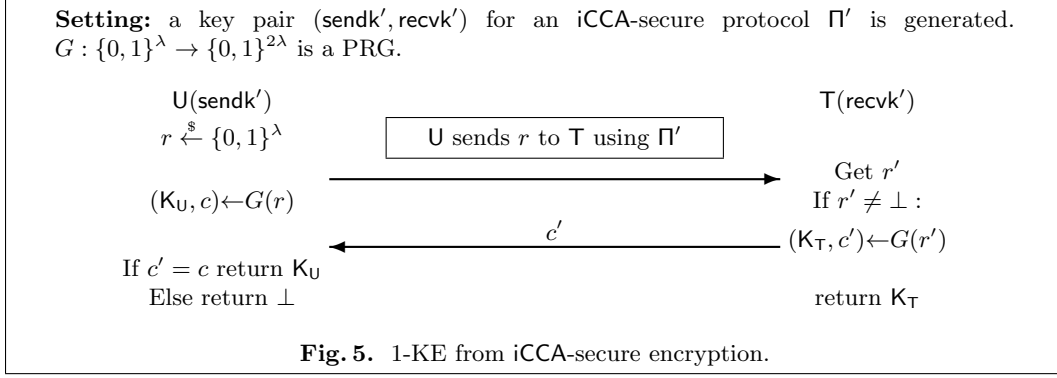 Setting: a key pair (sendk′, recvk′) for an iCCA-secure protocol Π′ is generated.
G : {0, 1}^λ → {0, 1}^{2λ} is a PRG.
U(sendk′)
T(recvk′)
r ←$ {0, 1}^λ
U sends r to T using Π′
Get r′
(K_U, c)←G(r)
If r′ ≠ ⊥ :
c′
(K_T, c′)←G(r′)
If c′ = c return K_U
Else return ⊥
return K_T
Fig. 5. 1-KE from iCCA-secure encryption.